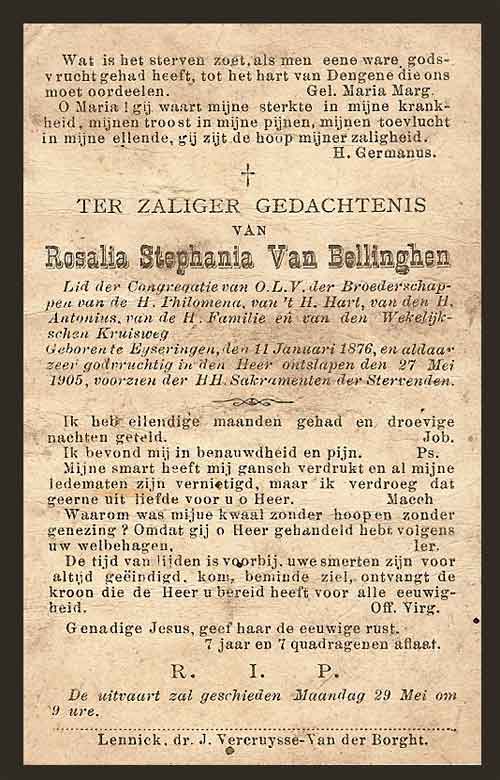 Wat is het sterven zoet, als men eene ware gods-
vrucht gehad heeft, tot het hart van Dengene die ons
moet oordeelen. Gel. Maria Marg.
O Maria! gij waart mijne sterkte in mijne krank-
heid, mijnen troost in mijne pijnen, mijnen toevlucht
in mijne ellende, gij zijt de hoop mijner zaligheid.
H. Germanus.
†
TER ZALIGER GEDACHTENIS
VAN
Rosalia Stephania Van Bellinghen
Lid der Congregatie van O.L.V. der Broederschap-
pen van de H. Philomena, van 't H. Hart, van den H.
Antonius, van de H. Familie en van den Wekelijk-
schen Kruisweg
Geboren te Eyseringen, den 11 Januari 1876, en aldaar
zeer godvruchtig in den Heer ontslapen den 27 Mei
1905, voorzien der HH. Sakramenten der Stervenden.
Ik heb ellendige maanden gehad en droevige
nachten geteld. Job.
Ik bevond mij in benauwdheid en pijn. Ps.
Mijne smart heeft mij gansch verdrukt en al mijne
ledematen zijn vernietigd, maar ik verdroeg dat
geerne uit liefde voor u o Heer. Macch
Waarom was mijue kwaal zonder hoopen zonder
genezing? Omdat gij o Heer gehandeld hebt volgens
uw welbehagen, Ier.
De tijd van lijden is voorbij, uwe smerten zijn voor
altijd geëindigd, kom, beminde ziel, ontvangt de
kroon die de Heer u bereid heeft voor alle eeuwig-
heid. Off. Virg.
Genadige Jesus, geef haar de eeuwige rust.
7 jaar en 7 quadragenen aflaat.
R. I. P.
De uitvaart zal geschieden Maandag 29 Mei om
9 ure.
Lennick, dr. J. Vercruysse-Van der Borght.